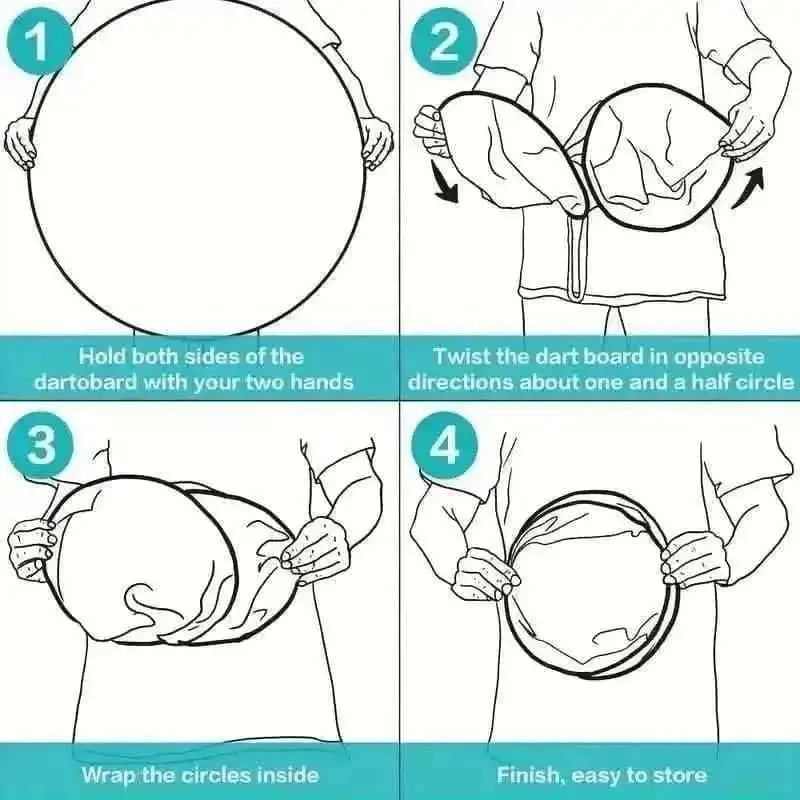 1
Hold both sides of the
dartobard with your two hands
2
Twist the dart board in opposite
directions about one and a half circle
3
Wrap the circles inside
4
Finish, easy to store